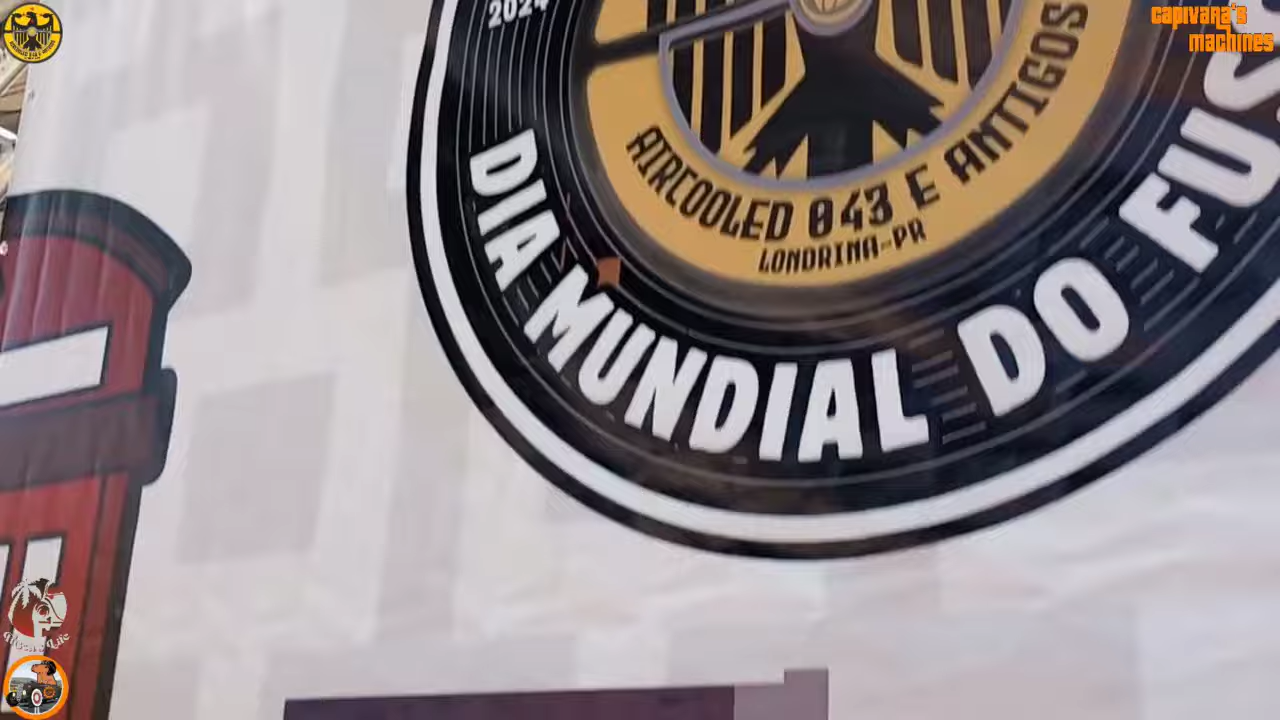 CAPIVARA'S
MACHINES
2024
AIRCOOLED 043 E ANTIGOS
LONDRINA-PR
DIA MUNDIAL DO FUS